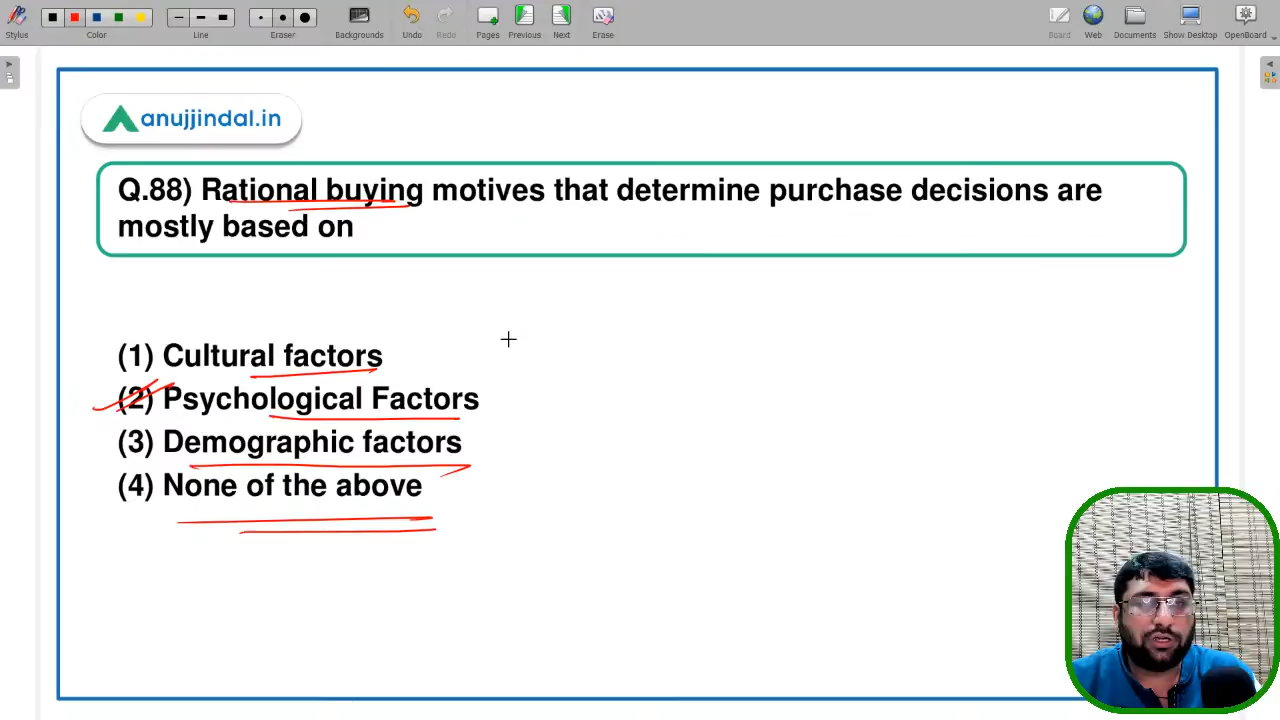 Stylus
Color
Line
Eraser
Backgrounds
Undo
Redo
Pages
Previous
Next
Erase
Board
Web
Documents
Show Desktop
OpenBoard
anujjindal.in
Q.88) Rational buying motives that determine purchase decisions are
mostly based on
(1) Cultural factors
(2) Psychological Factors
(3) Demographic factors
(4) None of the above